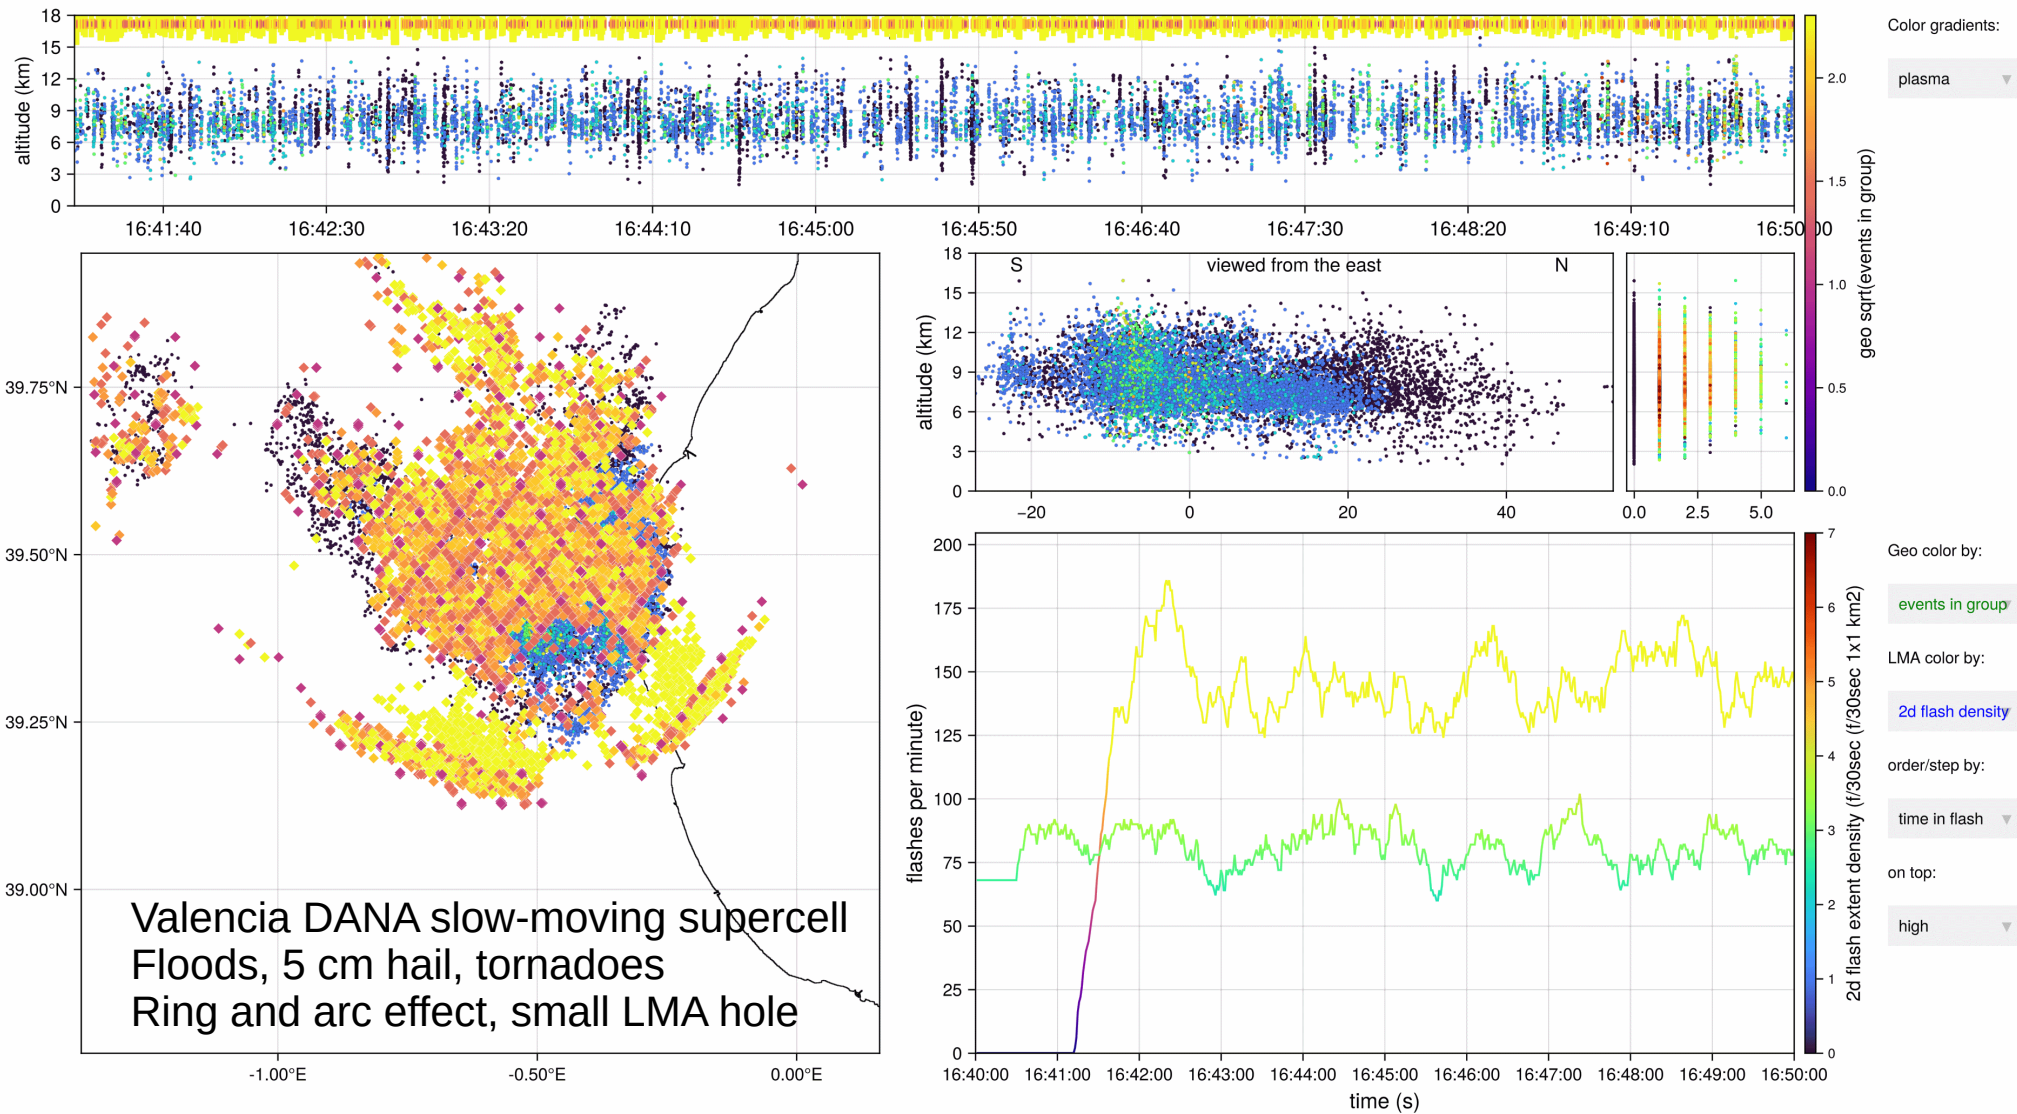 18
15
12
9
6
3
0
altitude (km)
16:41:40 16:42:30 16:43:20 16:44:10 16:45:00 16:45:50 16:46:40 16:47:30 16:48:20 16:49:10 16:50:00
2.0
1.5
1.0
0.5
0.0
geo sqrt(events in group)
Color gradients:
plasma
39.75°N
39.50°N
39.25°N
39.00°N
-1.00°E -0.50°E 0.00°E
Valencia DANA slow-moving supercell
Floods, 5 cm hail, tornadoes
Ring and arc effect, small LMA hole
S viewed from the east N
18
15
12
9
6
3
0
altitude (km)
−20 0 20 40
0.0 2.5 5.0
200
175
150
125
100
75
50
25
0
flashes per minute)
16:40:00 16:41:00 16:42:00 16:43:00 16:44:00 16:45:00 16:46:00 16:47:00 16:48:00 16:49:00 16:50:00
time (s)
7
6
5
4
3
2
1
0
2d flash extent density (f/30sec (f/30sec 1x1 km2)
Geo color by:
events in group
LMA color by:
2d flash density
order/step by:
time in flash
on top:
high